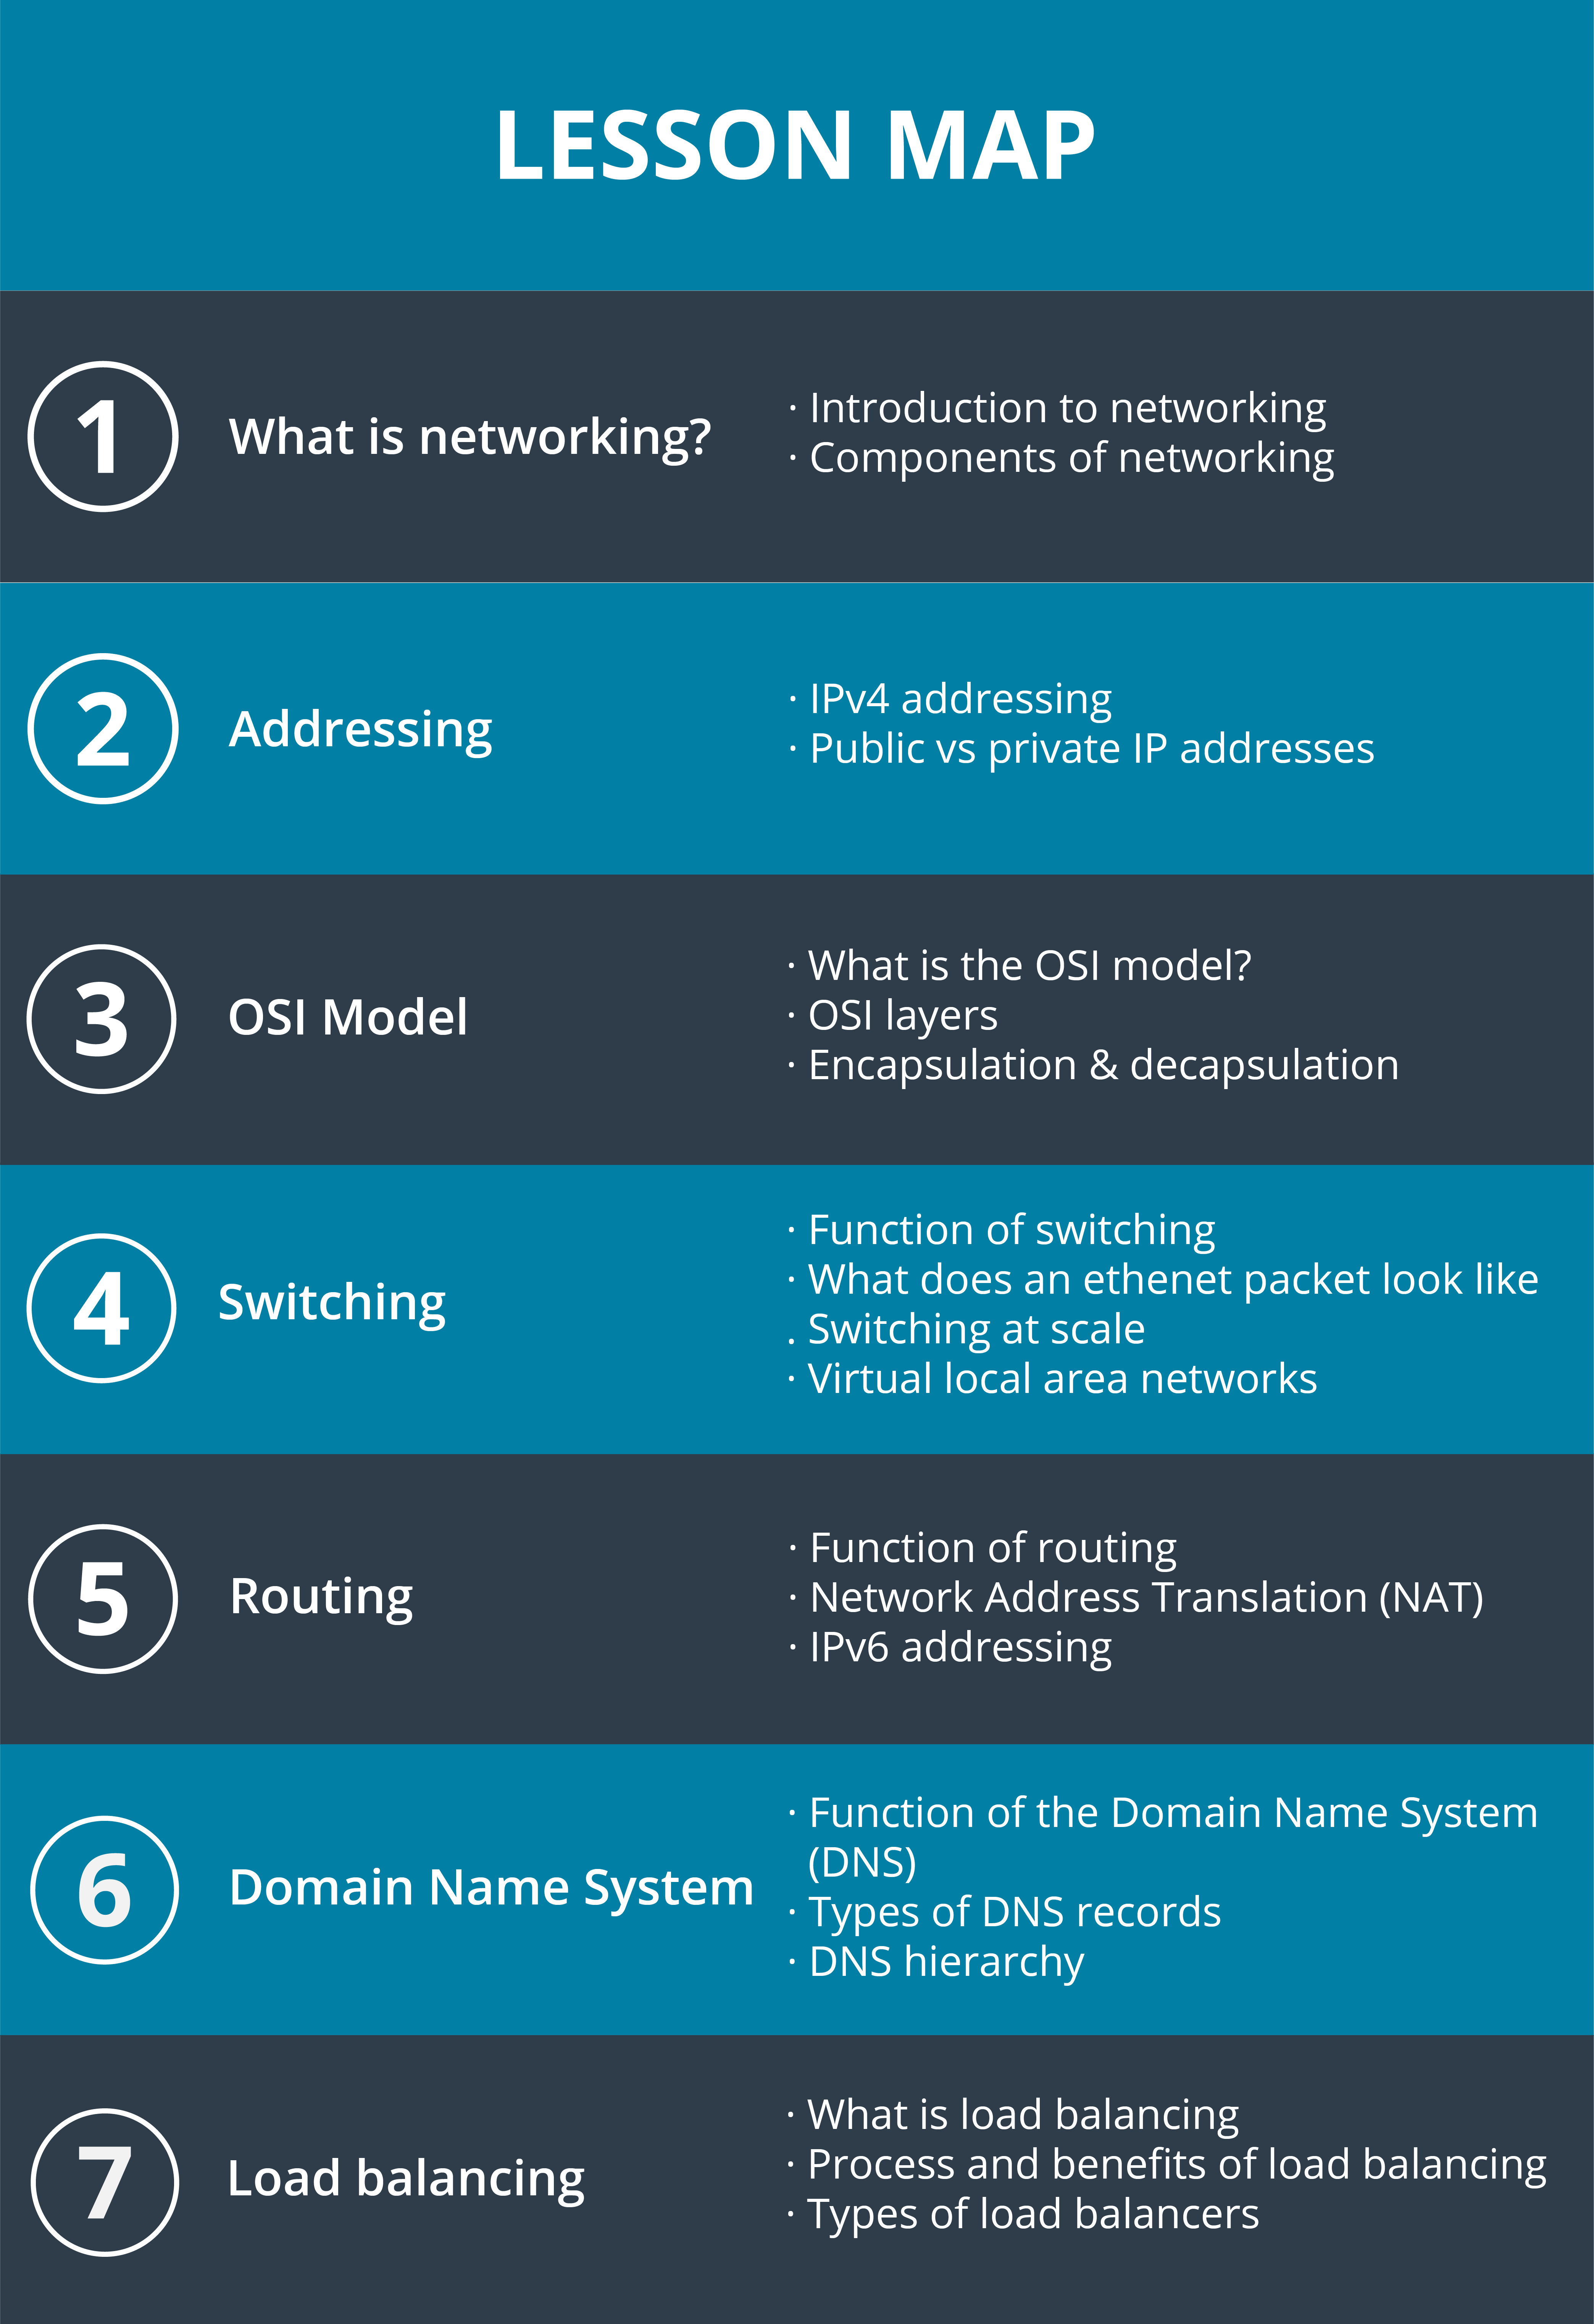 LESSON MAP
1
What is networking?
· Introduction to networking
· Components of networking
2
Addressing
· IPv4 addressing
· Public vs private IP addresses
3
OSI Model
· What is the OSI model?
· OSI layers
· Encapsulation & decapsulation
4
Switching
· Function of switching
· What does an ethenet packet look like
. Switching at scale
· Virtual local area networks
5
Routing
· Function of routing
· Network Address Translation (NAT)
· IPv6 addressing
6
Domain Name System
· Function of the Domain Name System
(DNS)
· Types of DNS records
· DNS hierarchy
7
Load balancing
· What is load balancing
· Process and benefits of load balancing
· Types of load balancers